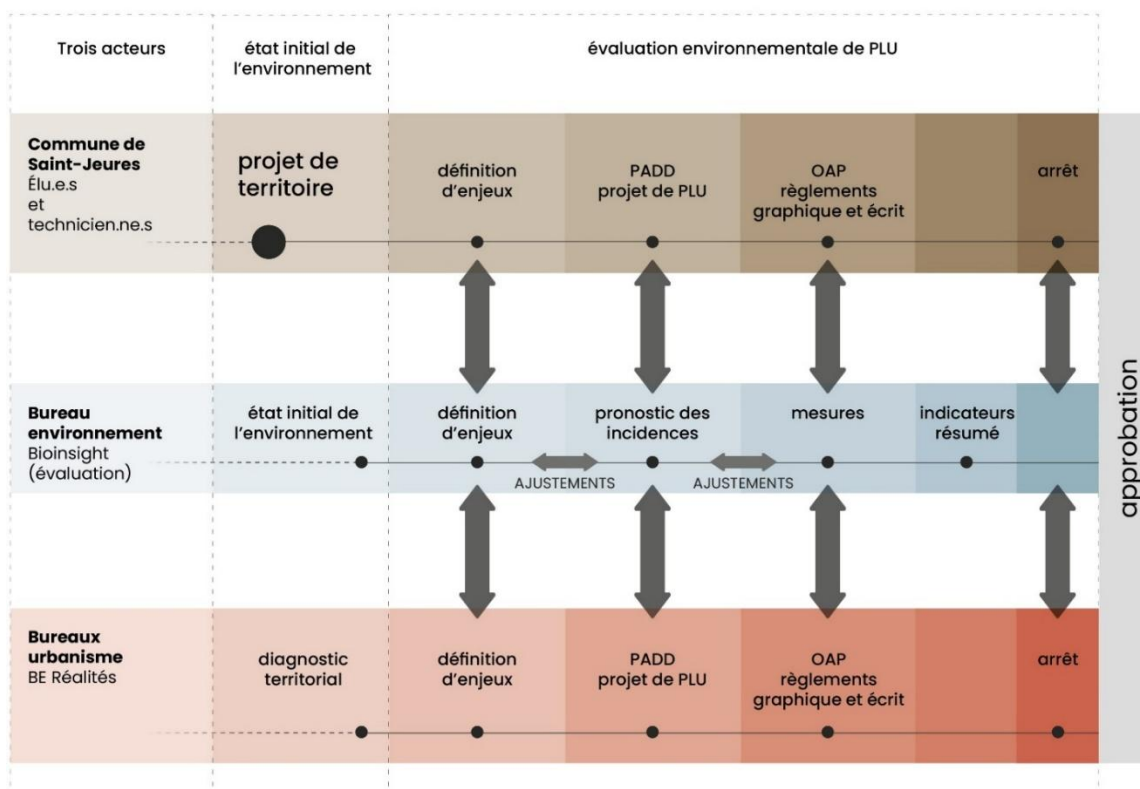 Trois acteurs
état initial de
l'environnement
évaluation environnementale de PLU
Commune de
Saint-Jeures
Élu.e.s
et
technicien.ne.s
projet de
territoire
définition
d'enjeux
PADD
projet de PLU
OAP
règlements
graphique et écrit
arrêt
Bureau
environnement
Bioinsight
(évaluation)
état initial de
l'environnement
définition
d'enjeux
pronostic des
incidences
mesures
indicateurs
résumé
AJUSTEMENTS
AJUSTEMENTS
Bureaux
urbanisme
BE Réalités
diagnostic
territorial
définition
d'enjeux
PADD
projet de PLU
OAP
règlements
graphique et écrit
arrêt
approbation